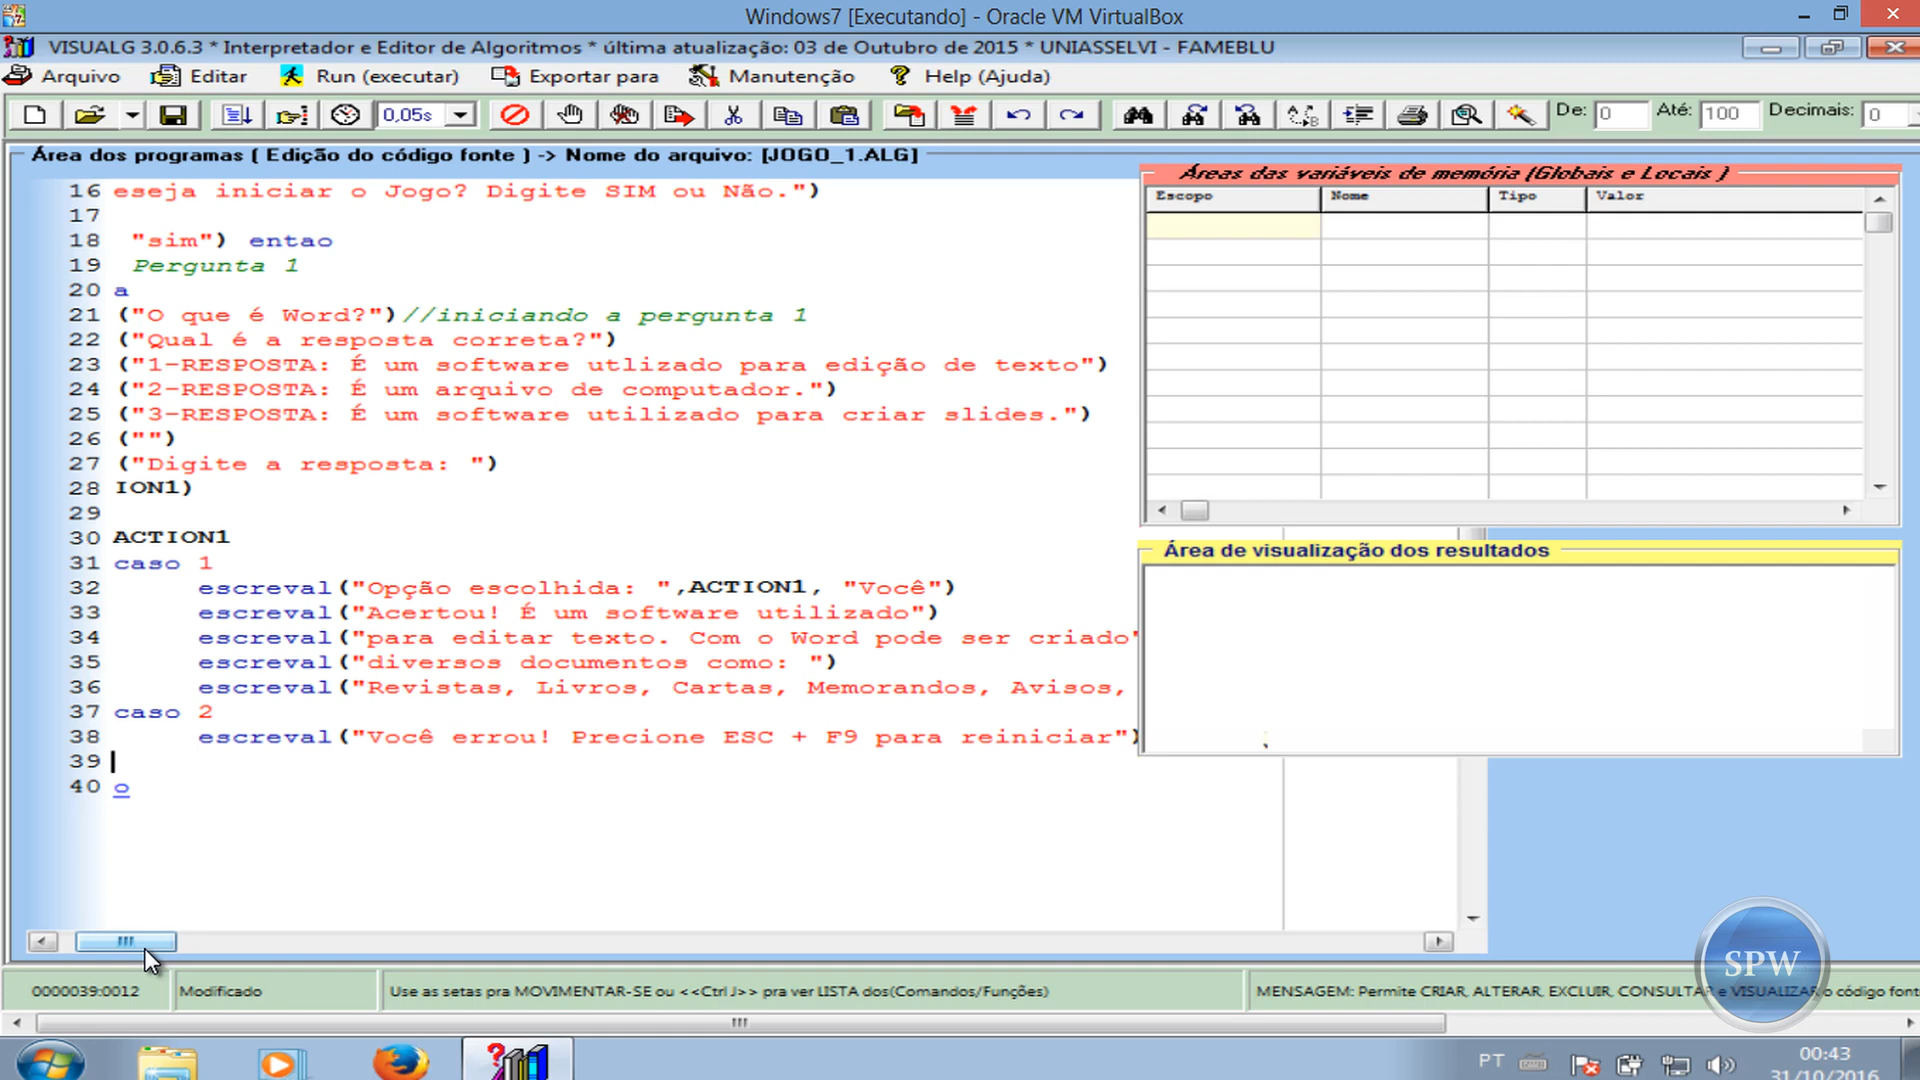 Windows7 [Executando] - Oracle VM VirtualBox
VISUALG 3.0.6.3 * Interpretador e Editor de Algoritmos * última atualização: 03 de Outubro de 2015 * UNIASSELVI - FAMEBLU
Arquivo Editar Run (executar) Exportar para Manutenção Help (Ajuda)
0,05s De: 0 Até: 100 Decimais: 0
Área dos programas ( Edição do código fonte ) -> Nome do arquivo: [JOGO_1.ALG]
16 eseja iniciar o Jogo? Digite SIM ou Não.")
17
18 "sim") entao
19 Pergunta 1
20 a
21 ("O que é Word?")//iniciando a pergunta 1
22 ("Qual é a resposta correta?")
23 ("1-RESPOSTA: É um software utlizado para edição de texto")
24 ("2-RESPOSTA: É um arquivo de computador.")
25 ("3-RESPOSTA: É um software utilizado para criar slides.")
26 ("")
27 ("Digite a resposta: ")
28 ION1)
29
30 ACTION1
31 caso 1
32 escreval("Opção escolhida: ",ACTION1, "Você")
33 escreval("Acertou! É um software utilizado")
34 escreval("para editar texto. Com o Word pode ser criado"
35 escreval("diversos documentos como: ")
36 escreval("Revistas, Livros, Cartas, Memorandos, Avisos,
37 caso 2
38 escreval("Você errou! Precione ESC + F9 para reiniciar")
39
40 o
Áreas das variáveis de memória (Globais e Locais )
Escopo Nome Tipo Valor
Área de visualização dos resultados
0000039:0012 Modificado Use as setas pra MOVIMENTAR-SE ou <<Ctrl J>> pra ver LISTA dos(Comandos/Funções) MENSAGEM: Permite CRIAR, ALTERAR, EXCLUIR, CONSULTAR e VISUALIZAR o código font
SPW
PT 00:43
31/10/2016